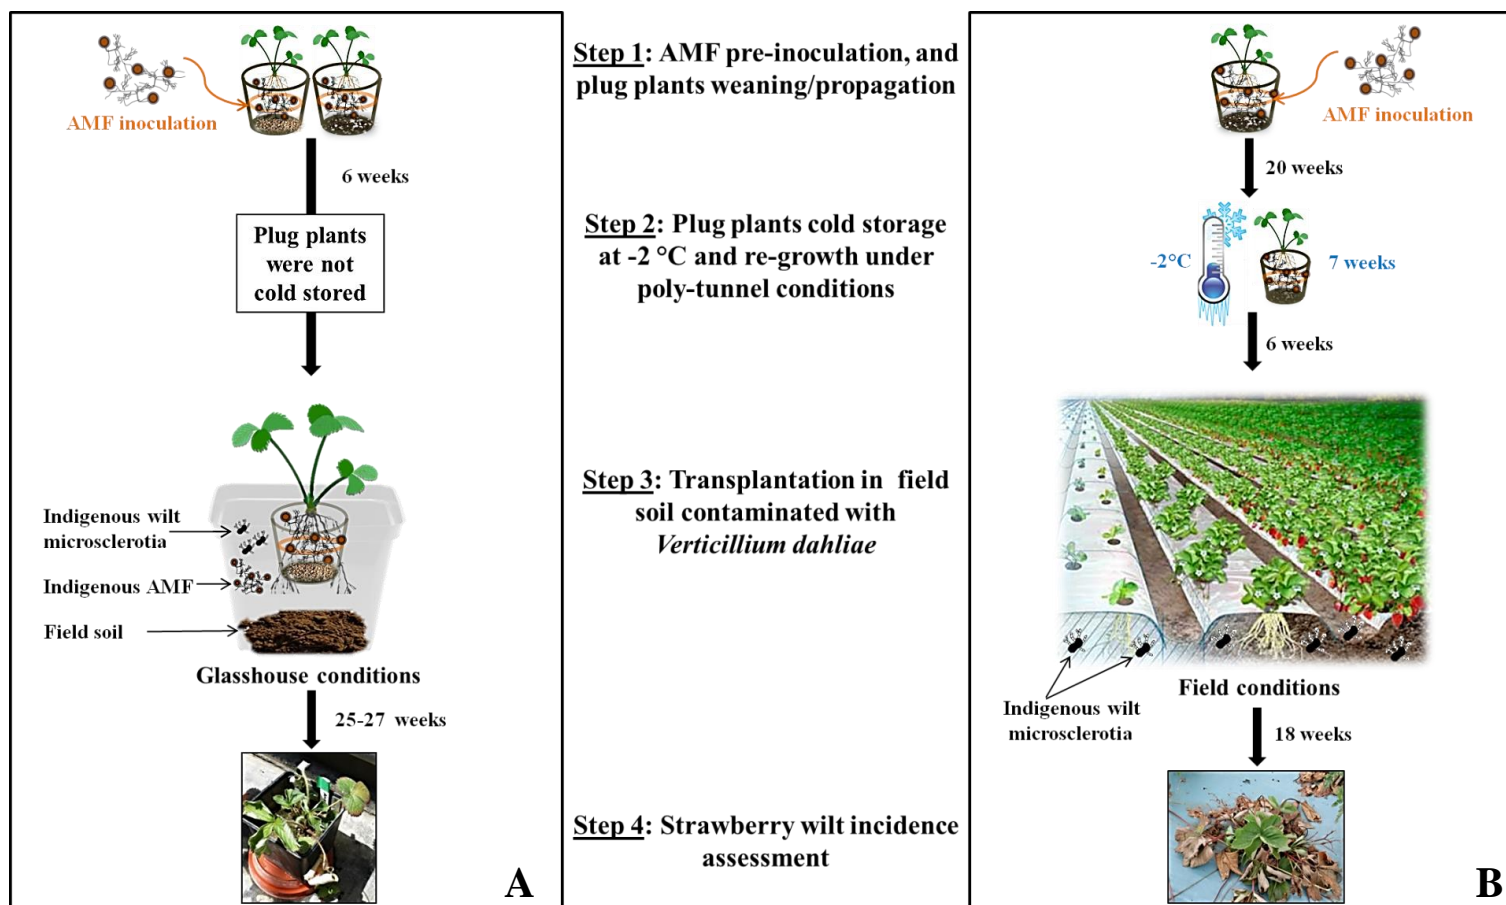 AMF inoculation
6 weeks
Plug plants
were not
cold stored
Indigenous wilt
microsclerotia
Indigenous AMF
Field soil
Glasshouse conditions
25-27 weeks
A
Step 1: AMF pre-inoculation, and
plug plants weaning/propagation
Step 2: Plug plants cold storage
at -2 °C and re-growth under
poly-tunnel conditions
Step 3: Transplantation in field
soil contaminated with
Verticillium dahliae
Step 4: Strawberry wilt incidence
assessment
AMF inoculation
20 weeks
-2°C
7 weeks
6 weeks
Field conditions
Indigenous wilt
microsclerotia
18 weeks
B